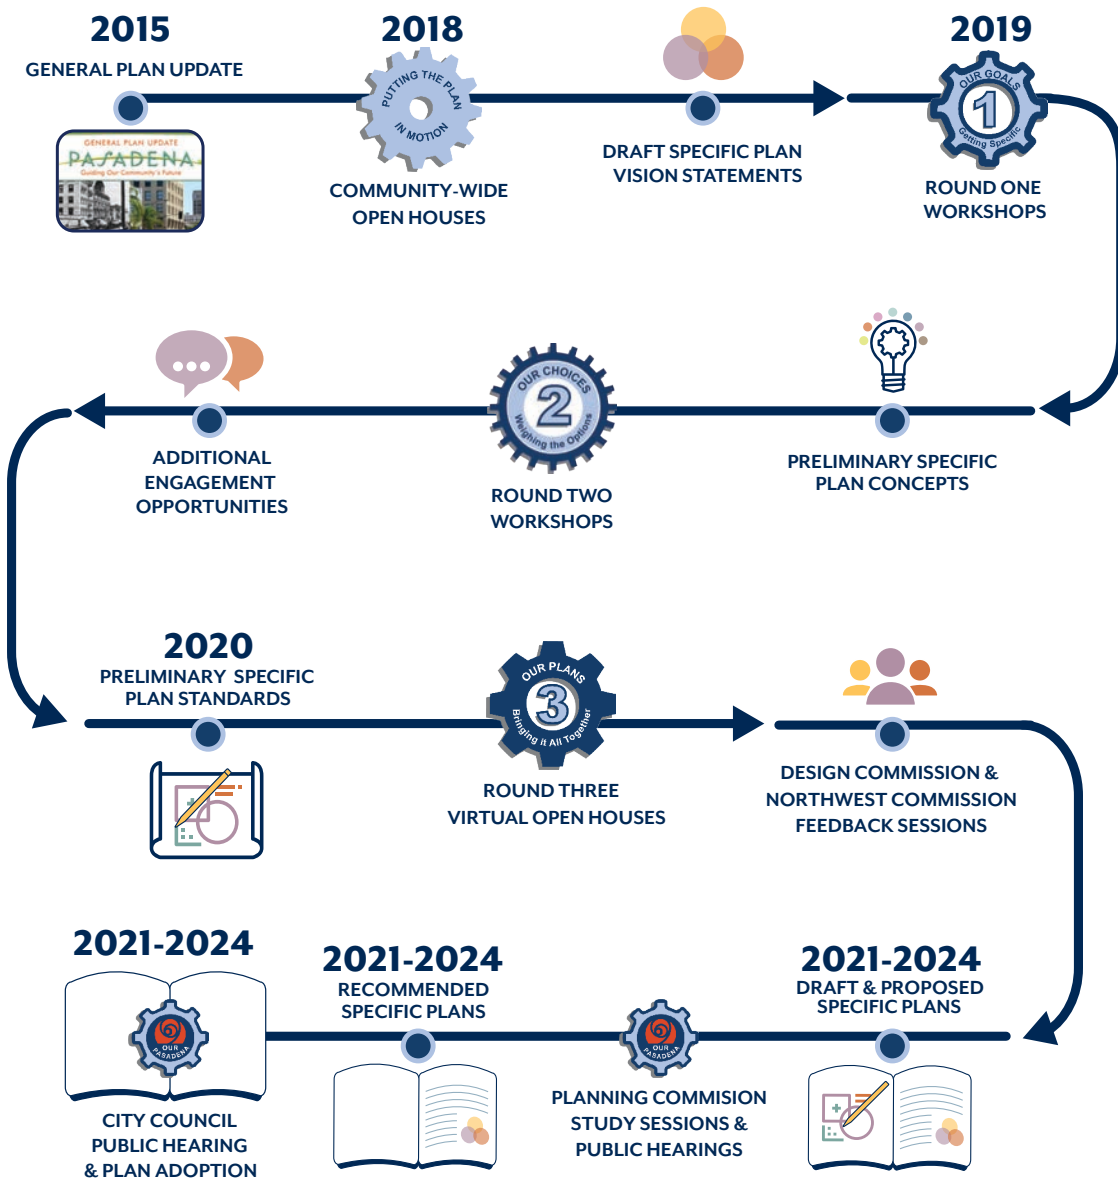 2015
GENERAL PLAN UPDATE
GENERAL PLAN UPDATE
PASADENA
Guiding Our Community's Future
2018
PUTTING THE PLAN
IN MOTION
COMMUNITY-WIDE
OPEN HOUSES
DRAFT SPECIFIC PLAN
VISION STATEMENTS
2019
OUR GOALS
1
Getting Specific
ROUND ONE
WORKSHOPS
PRELIMINARY SPECIFIC
PLAN CONCEPTS
OUR CHOICES
2
Weighing the Options
ROUND TWO
WORKSHOPS
ADDITIONAL
ENGAGEMENT
OPPORTUNITIES
2020
PRELIMINARY SPECIFIC
PLAN STANDARDS
OUR PLANS
3
Bringing it All Together
ROUND THREE
VIRTUAL OPEN HOUSES
DESIGN COMMISSION &
NORTHWEST COMMISSION
FEEDBACK SESSIONS
2021-2024
DRAFT & PROPOSED
SPECIFIC PLANS
OUR
PASADENA
PLANNING COMMISION
STUDY SESSIONS &
PUBLIC HEARINGS
2021-2024
RECOMMENDED
SPECIFIC PLANS
2021-2024
OUR
PASADENA
CITY COUNCIL
PUBLIC HEARING
& PLAN ADOPTION